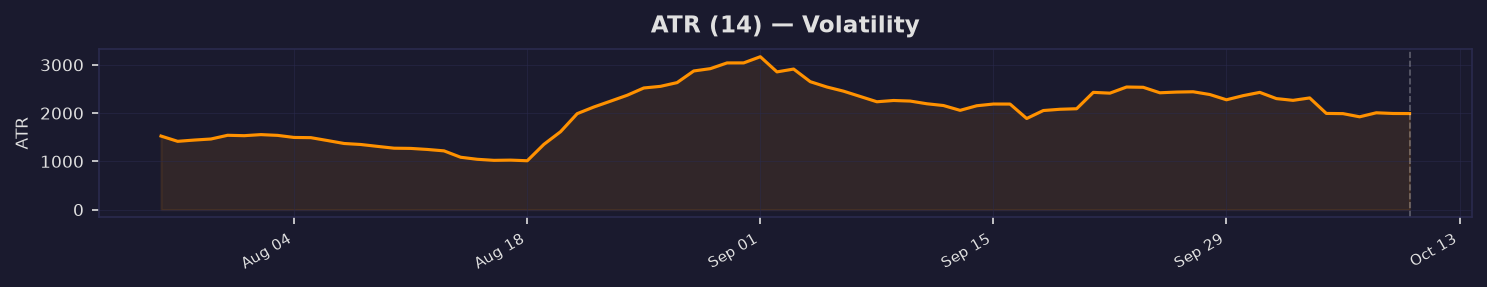 ATR (14) — Volatility
ATR
3000
2000
1000
0
Aug 04
Aug 18
Sep 01
Sep 15
Sep 29
Oct 13